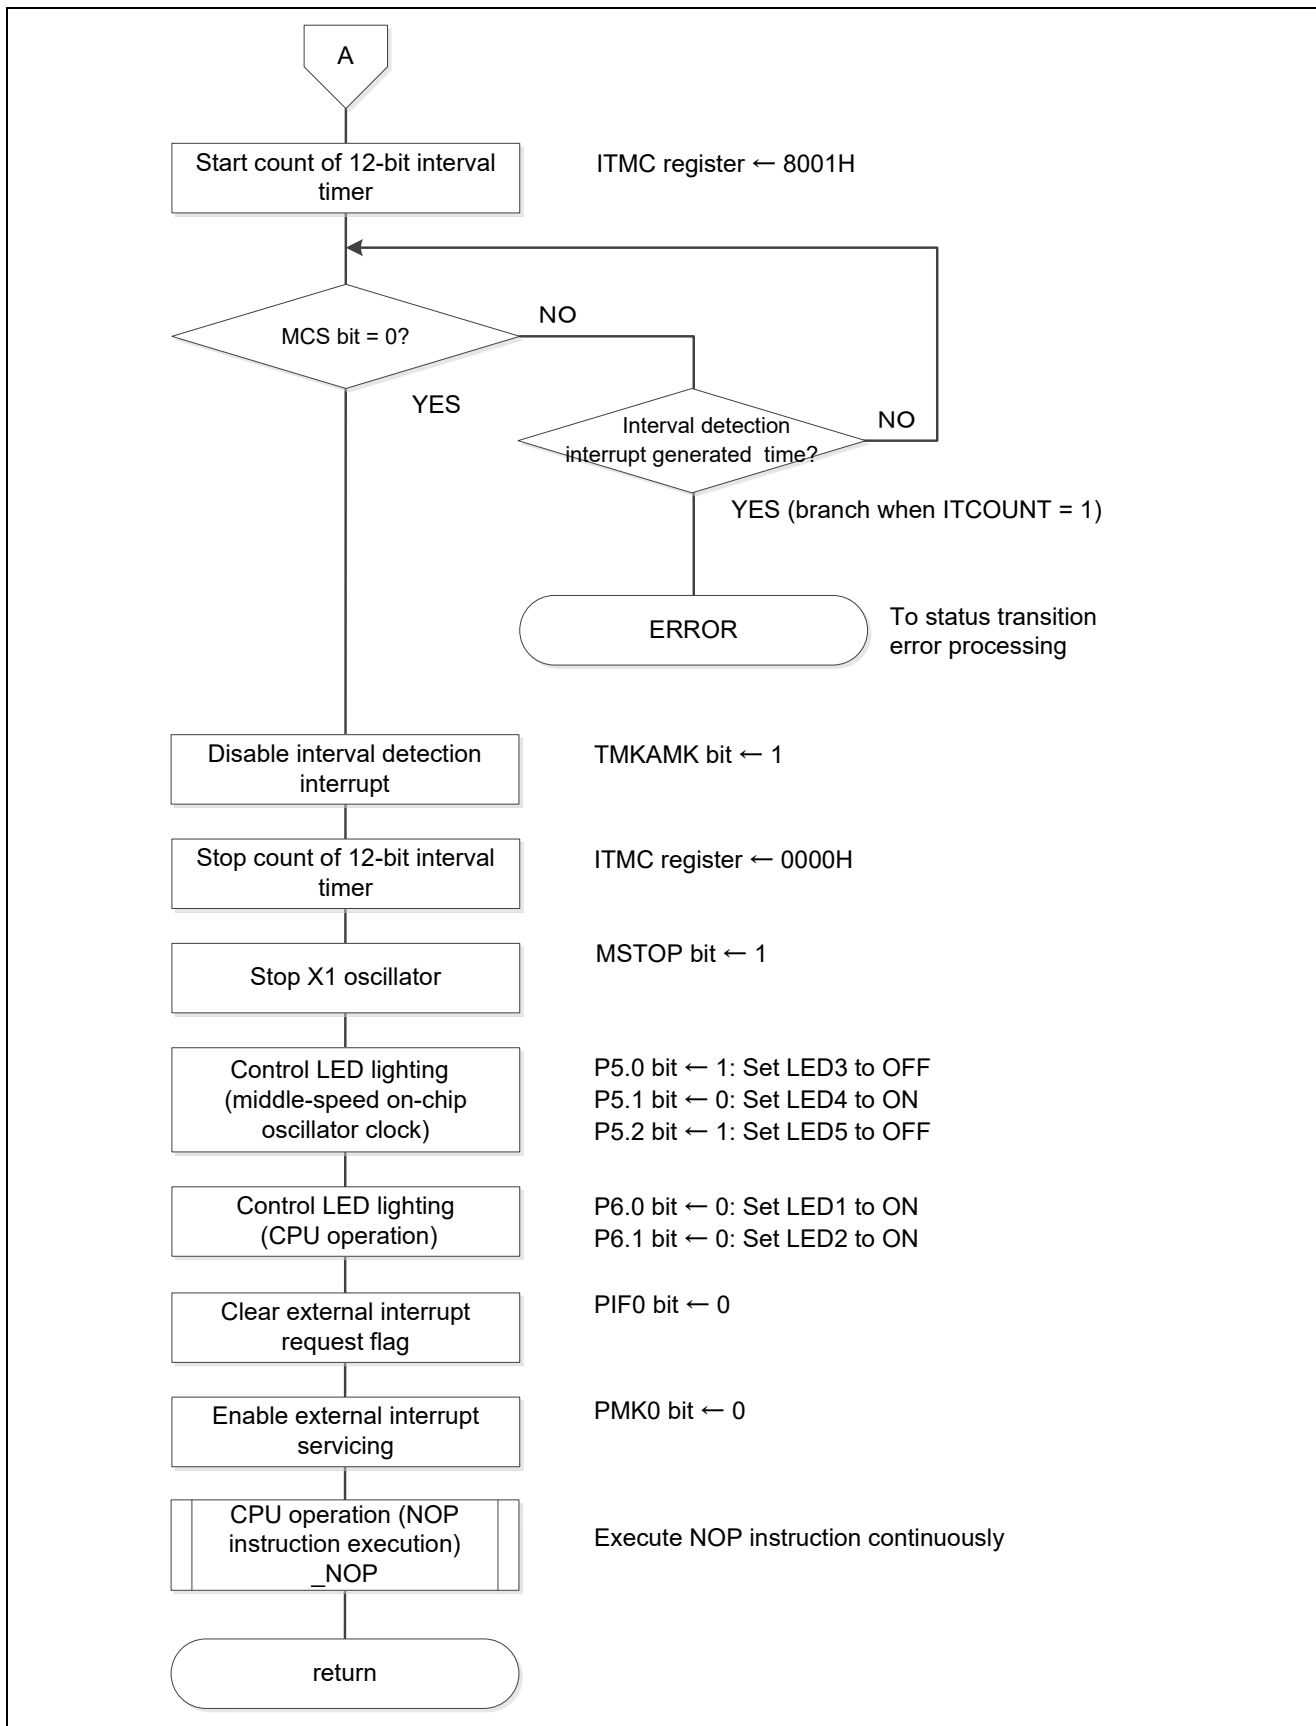 A
Start count of 12-bit interval
timer
ITMC register ← 8001H
MCS bit = 0?
NO
YES
Interval detection
interrupt generated  time?
NO
YES (branch when ITCOUNT = 1)
ERROR
To status transition
error processing
Disable interval detection
interrupt
TMKAMK bit ← 1
Stop count of 12-bit interval
timer
ITMC register ← 0000H
Stop X1 oscillator
MSTOP bit ← 1
Control LED lighting
(middle-speed on-chip
oscillator clock)
P5.0 bit ← 1: Set LED3 to OFF
P5.1 bit ← 0: Set LED4 to ON
P5.2 bit ← 1: Set LED5 to OFF
Control LED lighting
(CPU operation)
P6.0 bit ← 0: Set LED1 to ON
P6.1 bit ← 0: Set LED2 to ON
Clear external interrupt
request flag
PIF0 bit ← 0
Enable external interrupt
servicing
PMK0 bit ← 0
CPU operation (NOP
instruction execution)
_NOP
Execute NOP instruction continuously
return